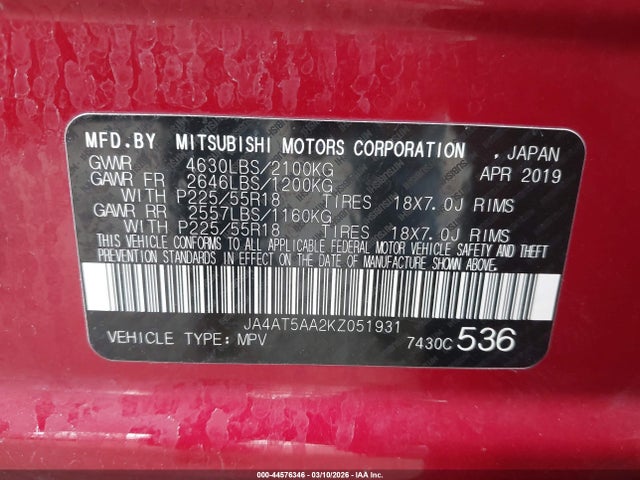 MFD.BY MITSUBISHI MOTORS CORPORATION , JAPAN
GVWR 4630LBS/2100KG APR 2019
GAWR FR 2646LBS/1200KG
WITH P225/55R18 TIRES 18X7.0J RIMS
GAWR RR 2557LBS/1160KG
WITH P225/55R18 TIRES 18X7.0J RIMS
THIS VEHICLE CONFORMS TO ALL APPLICABLE FEDERAL MOTOR VEHICLE SAFETY AND THEFT
PREVENTION STANDARDS IN EFFECT ON THE DATE OF MANUFACTURE SHOWN ABOVE.
JA4AT5AA2KZ051931
VEHICLE TYPE: MPV 7430C 536
000-44576346 - 03/10/2026 - IAA Inc.